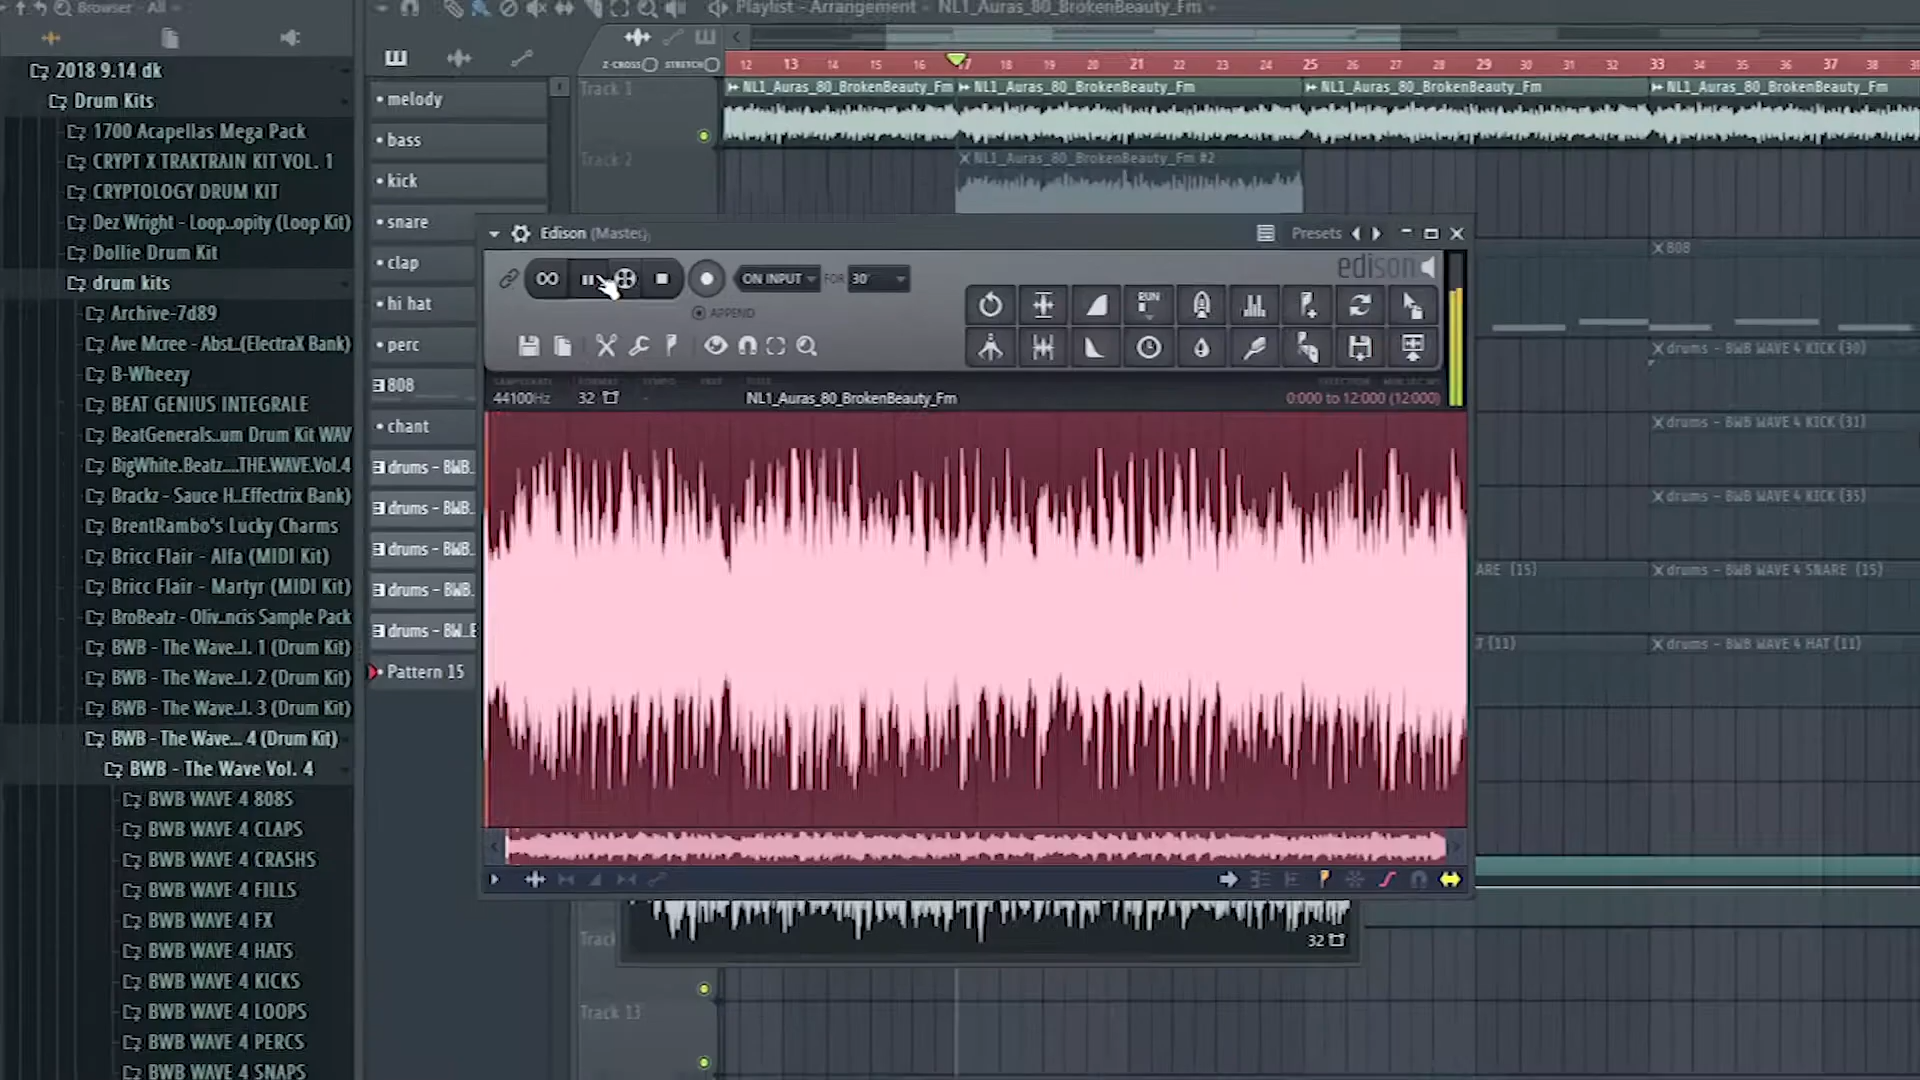 Browser - All
Playlist - Arrangement - NL1_Auras_80_BrokenBeauty_Fm
2018 9.14 dk
Drum Kits
1700 Acapellas Mega Pack
CRYPT X TRAKTRAIN KIT VOL. 1
CRYPTOLOGY DRUM KIT
Dez Wright - Loop..opity (Loop Kit)
Dollie Drum Kit
drum kits
Archive-7d89
Ave Mcree - Abst..(ElectraX Bank)
B-Wheezy
BEAT GENIUS INTEGRALE
BeatGenerals..um Drum Kit WAV
BigWhite.Beatz....THE.WAVE.Vol.4
Brackz - Sauce H..Effectrix Bank)
BrentRambo's Lucky Charms
Bricc Flair - Alfa (MIDI Kit)
Bricc Flair - Martyr (MIDI Kit)
BroBeatz - Oliv..ncis Sample Pack
BWB - The Wave...l. 1 (Drum Kit)
BWB - The Wave...l. 2 (Drum Kit)
BWB - The Wave...l. 3 (Drum Kit)
BWB - The Wave... 4 (Drum Kit)
BWB - The Wave Vol. 4
BWB WAVE 4 808S
BWB WAVE 4 CLAPS
BWB WAVE 4 CRASHS
BWB WAVE 4 FILLS
BWB WAVE 4 FX
BWB WAVE 4 HATS
BWB WAVE 4 KICKS
BWB WAVE 4 LOOPS
BWB WAVE 4 PERCS
BWB WAVE 4 SNAPS
melody
bass
kick
snare
clap
hi hat
perc
808
chant
drums - BWB..
drums - BWB..
drums - BWB..
drums - BWB..
drums - BW..E
Pattern 15
Z-CROSS STRETCH
12 13 14 15 16 17 18 19 20 21 22 23 24 25 26 27 28 29 30 31 32 33 34 35 36 37 38
Track 1
NL1_Auras_80_BrokenBeauty_Fm
NL1_Auras_80_BrokenBeauty_Fm
NL1_Auras_80_BrokenBeauty_Fm
NL1_Auras_80_BrokenBeauty_Fm
Track 2
NL1_Auras_80_BrokenBeauty_Fm #2
808
drums - BWB WAVE 4 KICK (30)
drums - BWB WAVE 4 KICK (31)
drums - BWB WAVE 4 KICK (35)
ARE (15)
drums - BWB WAVE 4 SNARE (15)
T (11)
drums - BWB WAVE 4 HAT (11)
Edison (Master)
Presets
ON INPUT FOR 30'
edison
APPEND
RUN
44100Hz
32
NL1_Auras_80_BrokenBeauty_Fm
0:000 to 12:000 (12:000)
32
Track
Track 13